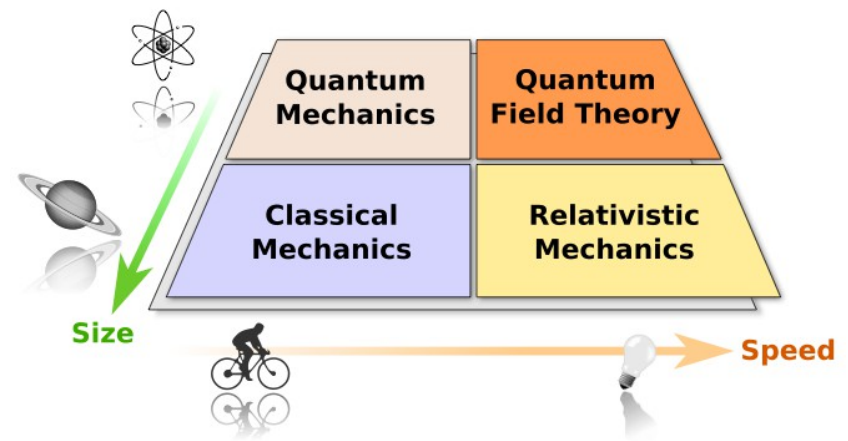 Quantum
Mechanics
Quantum
Field Theory
Classical
Mechanics
Relativistic
Mechanics
Size
Speed